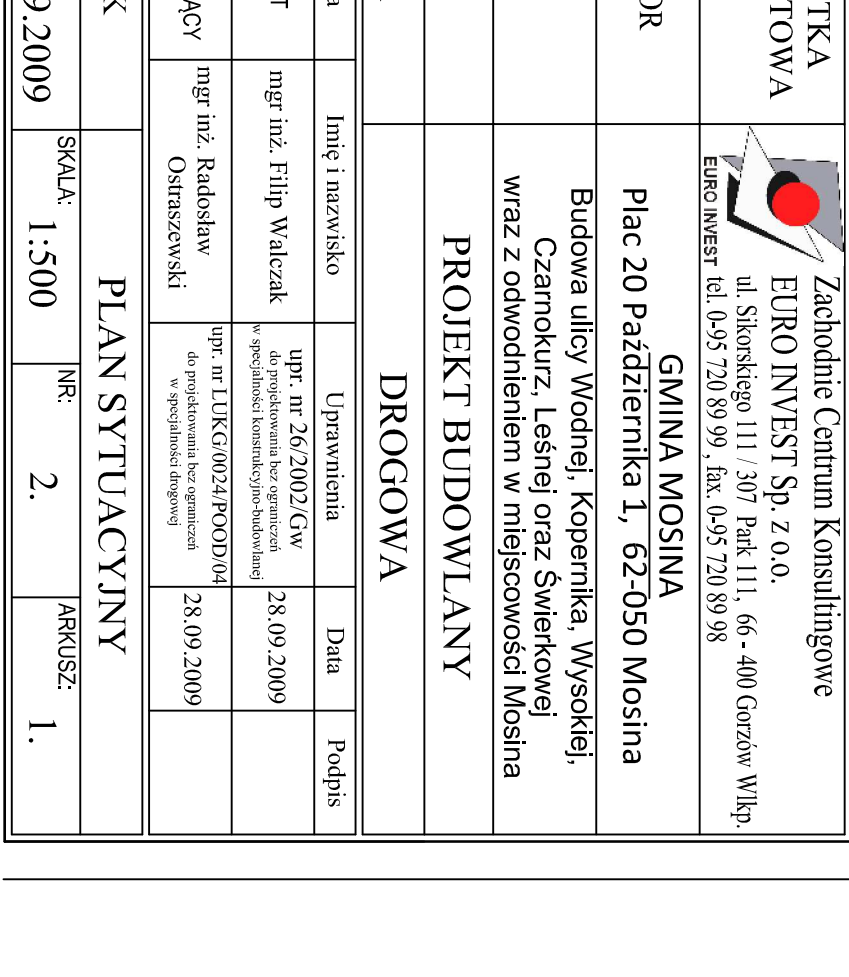 TKA
TOWA
EURO INVEST
Zachodnie Centrum Konsultingowe
EURO INVEST Sp. z o.o.
ul. Sikorskiego 111 / 307 Park 111, 66 - 400 Gorzów Wlkp.
tel. 0-95 720 89 99 , fax. 0-95 720 89 98
OR
GMINA MOSINA
Plac 20 Października 1, 62-050 Mosina
Budowa ulicy Wodnej, Kopernika, Wysokiej,
Czarnokurz, Leśnej oraz Świerkowej
wraz z odwodnieniem w miejscowości Mosina
PROJEKT BUDOWLANY
DROGOWA
a
Imię i nazwisko
Uprawnienia
Data
Podpis
T
mgr inż. Filip Walczak
upr. nr 26/2002/Gw
do projektowania bez ograniczeń
w specjalności konstrukcyjno-budowlanej
28.09.2009
ĄCY
mgr inż. Radosław
Ostraszewski
upr. nr LUKG/0024/POOD/04
do projektowania bez ograniczeń
w specjalności drogowej
28.09.2009
K
PLAN SYTUACYJNY
9.2009
SKALA:
1:500
NR:
2.
ARKUSZ:
1.